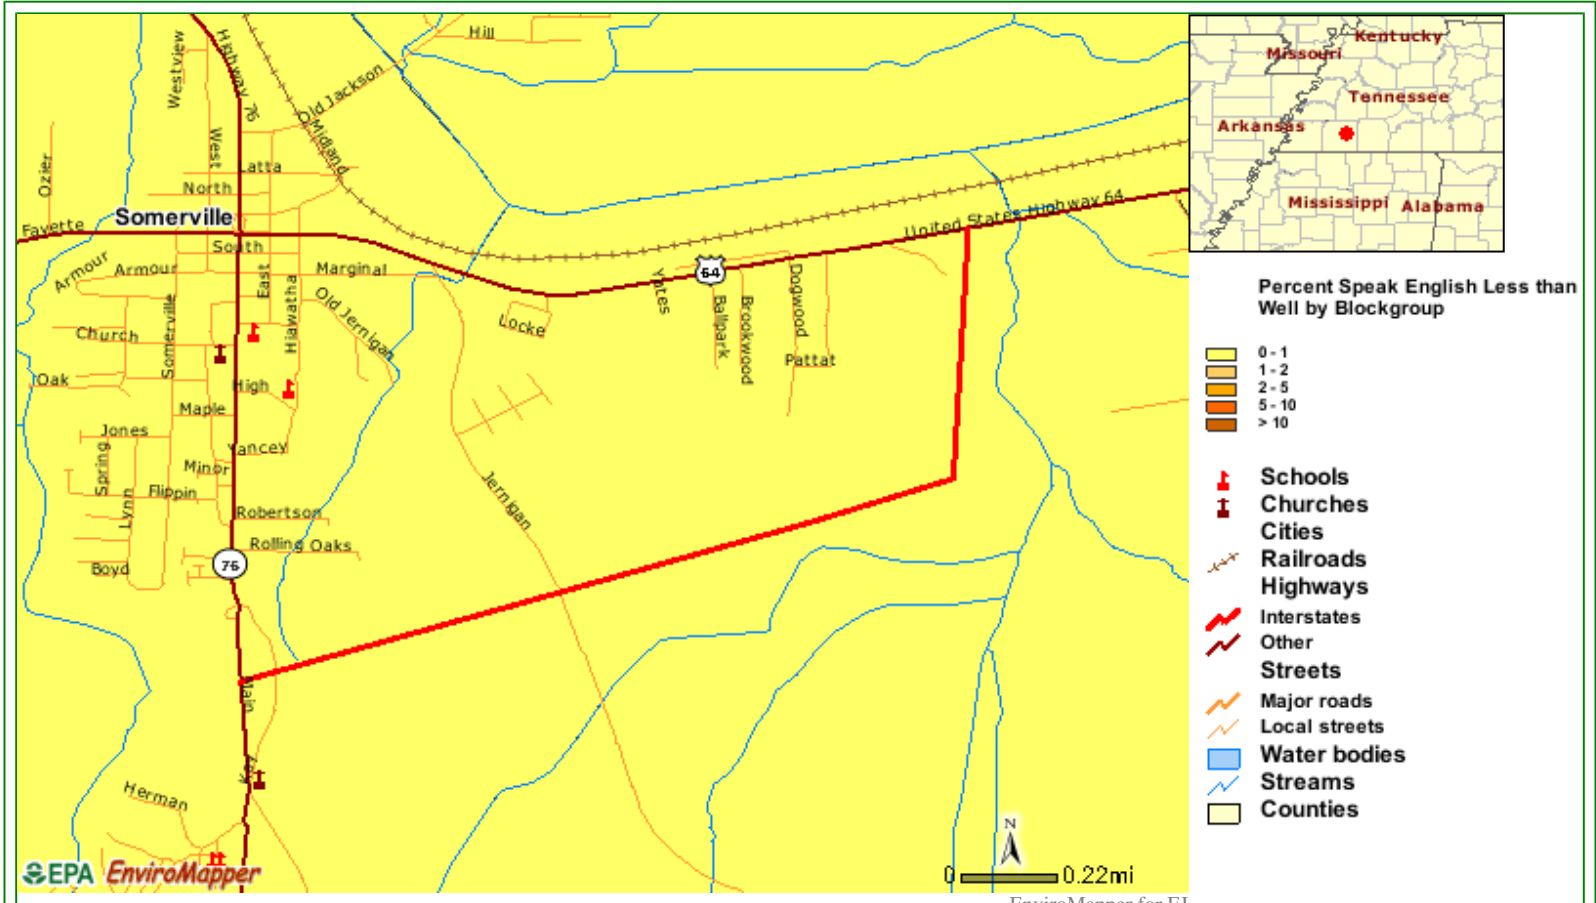 Hill
Westview
Highway 76
Old Jackson
O
Midland
West
Ozier
Latta
North
Somerville
Fayette
South
United States Highway 64
Armour
Armour
East
Marginal
64
Yates
Ballpark
Brookwood
Dogwood
Hiawatha
Old Jernigan
Somerville
Church
Locke
Pattat
Oak
High
Maple
Jones
Yancey
Spring
Minor
Lynn
Flippin
Jernigan
Robertson
Rolling Oaks
Boyd
76
Main
Kay
Herman
EPA EnviroMapper
N
0 0.22mi
EnviroMapper for EJ
Kentucky
Missouri
Tennessee
Arkansas
Mississippi Alabama
Percent Speak English Less than
Well by Blockgroup
0 - 1
1 - 2
2 - 5
5 - 10
> 10
Schools
Churches
Cities
Railroads
Highways
Interstates
Other
Streets
Major roads
Local streets
Water bodies
Streams
Counties